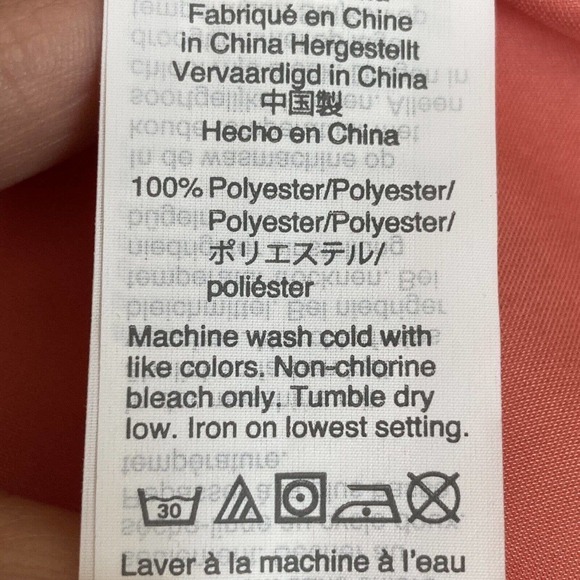 Fabriqué en Chine
in China Hergestellt
Vervaardigd in China
中国製
Hecho en China
100% Polyester/Polyester/
Polyester/Polyester/
ポリエステル/
poliéster
Machine wash cold with
like colors. Non-chlorine
bleach only. Tumble dry
low. Iron on lowest setting.
30
Laver à la machine à l'eau